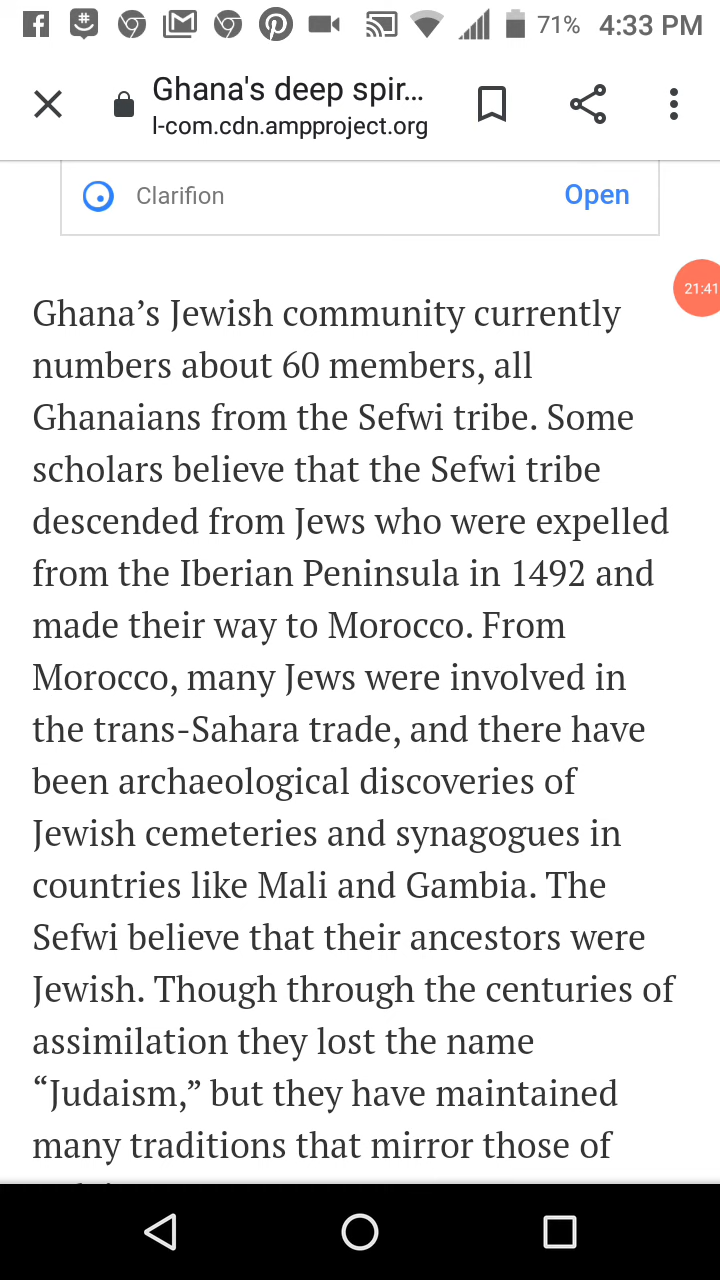 71% 4:33 PM
Ghana's deep spir...
l-com.cdn.ampproject.org
Clarifion Open
21:41
Ghana’s Jewish community currently
numbers about 60 members, all
Ghanaians from the Sefwi tribe. Some
scholars believe that the Sefwi tribe
descended from Jews who were expelled
from the Iberian Peninsula in 1492 and
made their way to Morocco. From
Morocco, many Jews were involved in
the trans-Sahara trade, and there have
been archaeological discoveries of
Jewish cemeteries and synagogues in
countries like Mali and Gambia. The
Sefwi believe that their ancestors were
Jewish. Though through the centuries of
assimilation they lost the name
“Judaism,” but they have maintained
many traditions that mirror those of